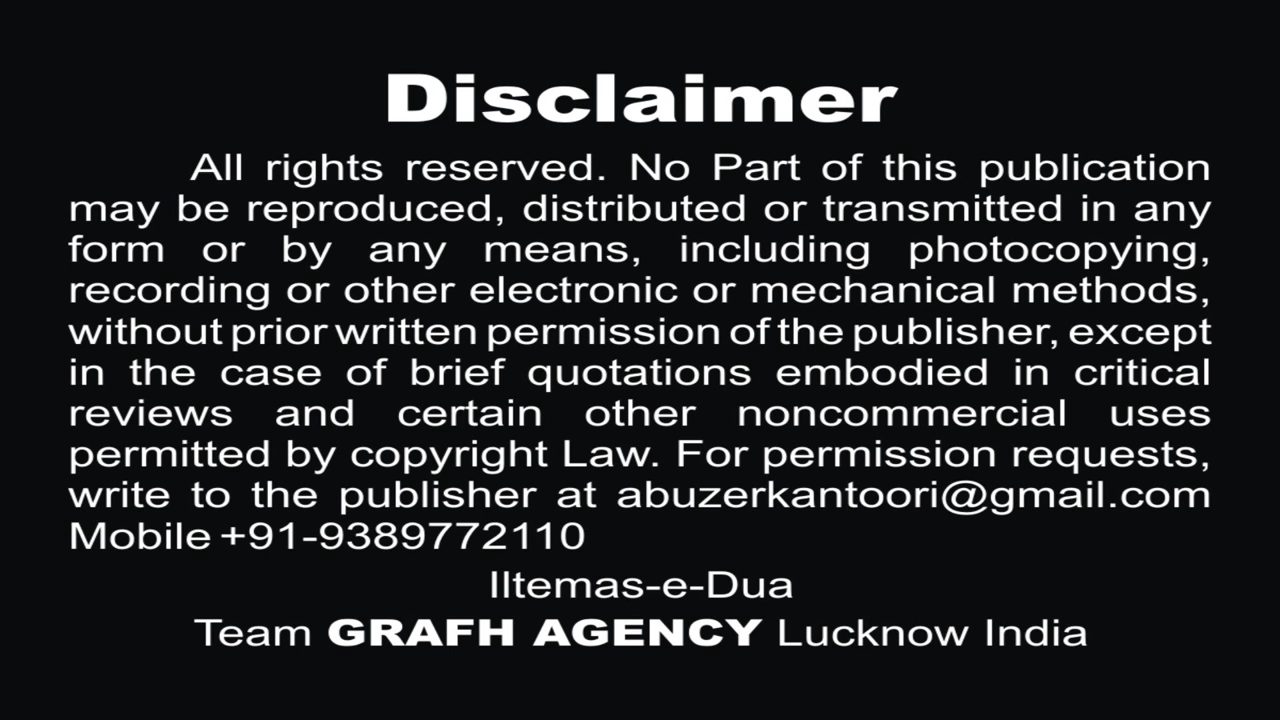 Disclaimer
All rights reserved. No Part of this publication
may be reproduced, distributed or transmitted in any
form or by any means, including photocopying,
recording or other electronic or mechanical methods,
without prior written permission of the publisher, except
in the case of brief quotations embodied in critical
reviews and certain other noncommercial uses
permitted by copyright Law. For permission requests,
write to the publisher at abuzerkantoori@gmail.com
Mobile +91-9389772110
Iltemas-e-Dua
Team GRAFH AGENCY Lucknow India